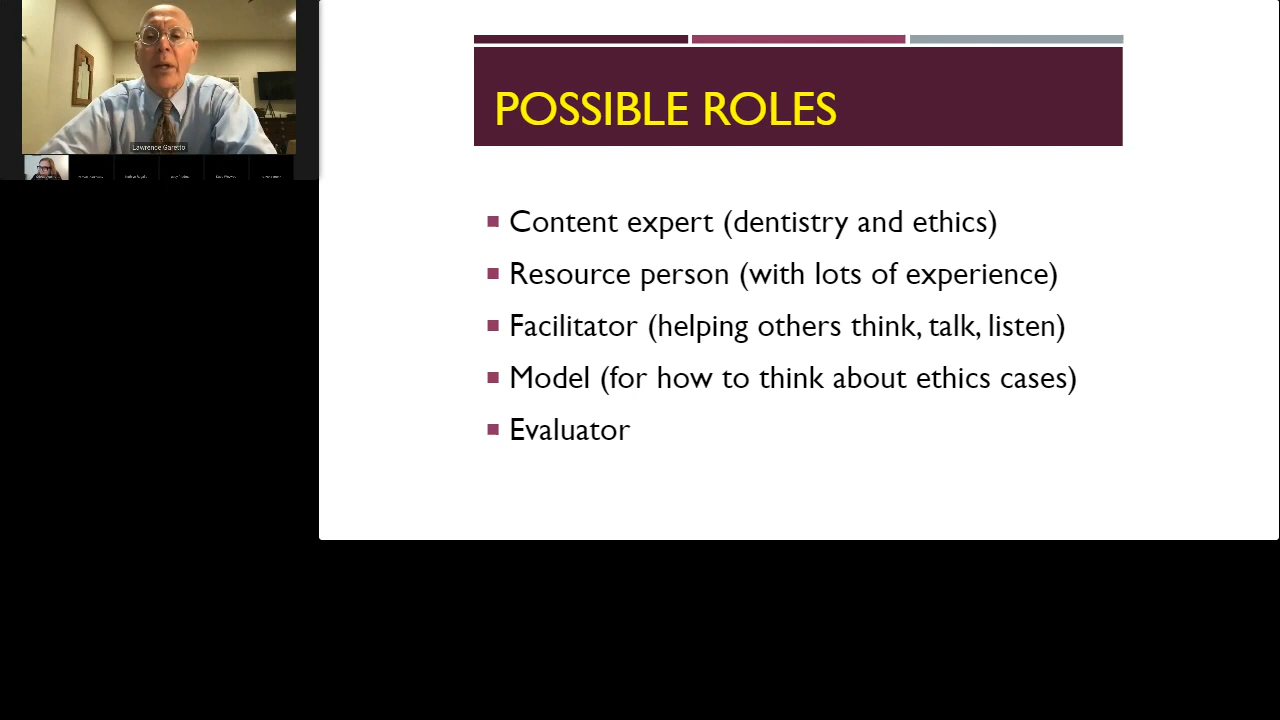 Lawrence Garetto
POSSIBLE ROLES
Content expert (dentistry and ethics)
Resource person (with lots of experience)
Facilitator (helping others think, talk, listen)
Model (for how to think about ethics cases)
Evaluator